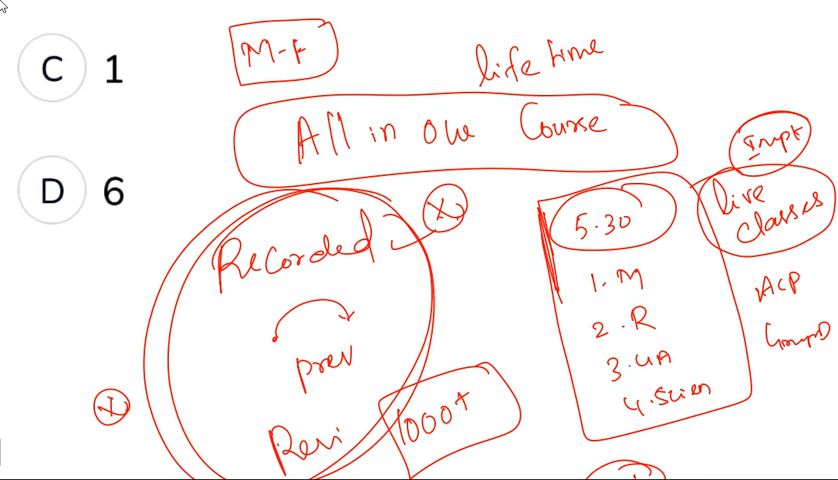 C 1
M-F
life time
All in one Course
D 6
Recorded
X
prev
Revi
1000+
X
5.30
1. M
2. R
3. GA
4. Scien
Impt
live
classes
ALP
Group D